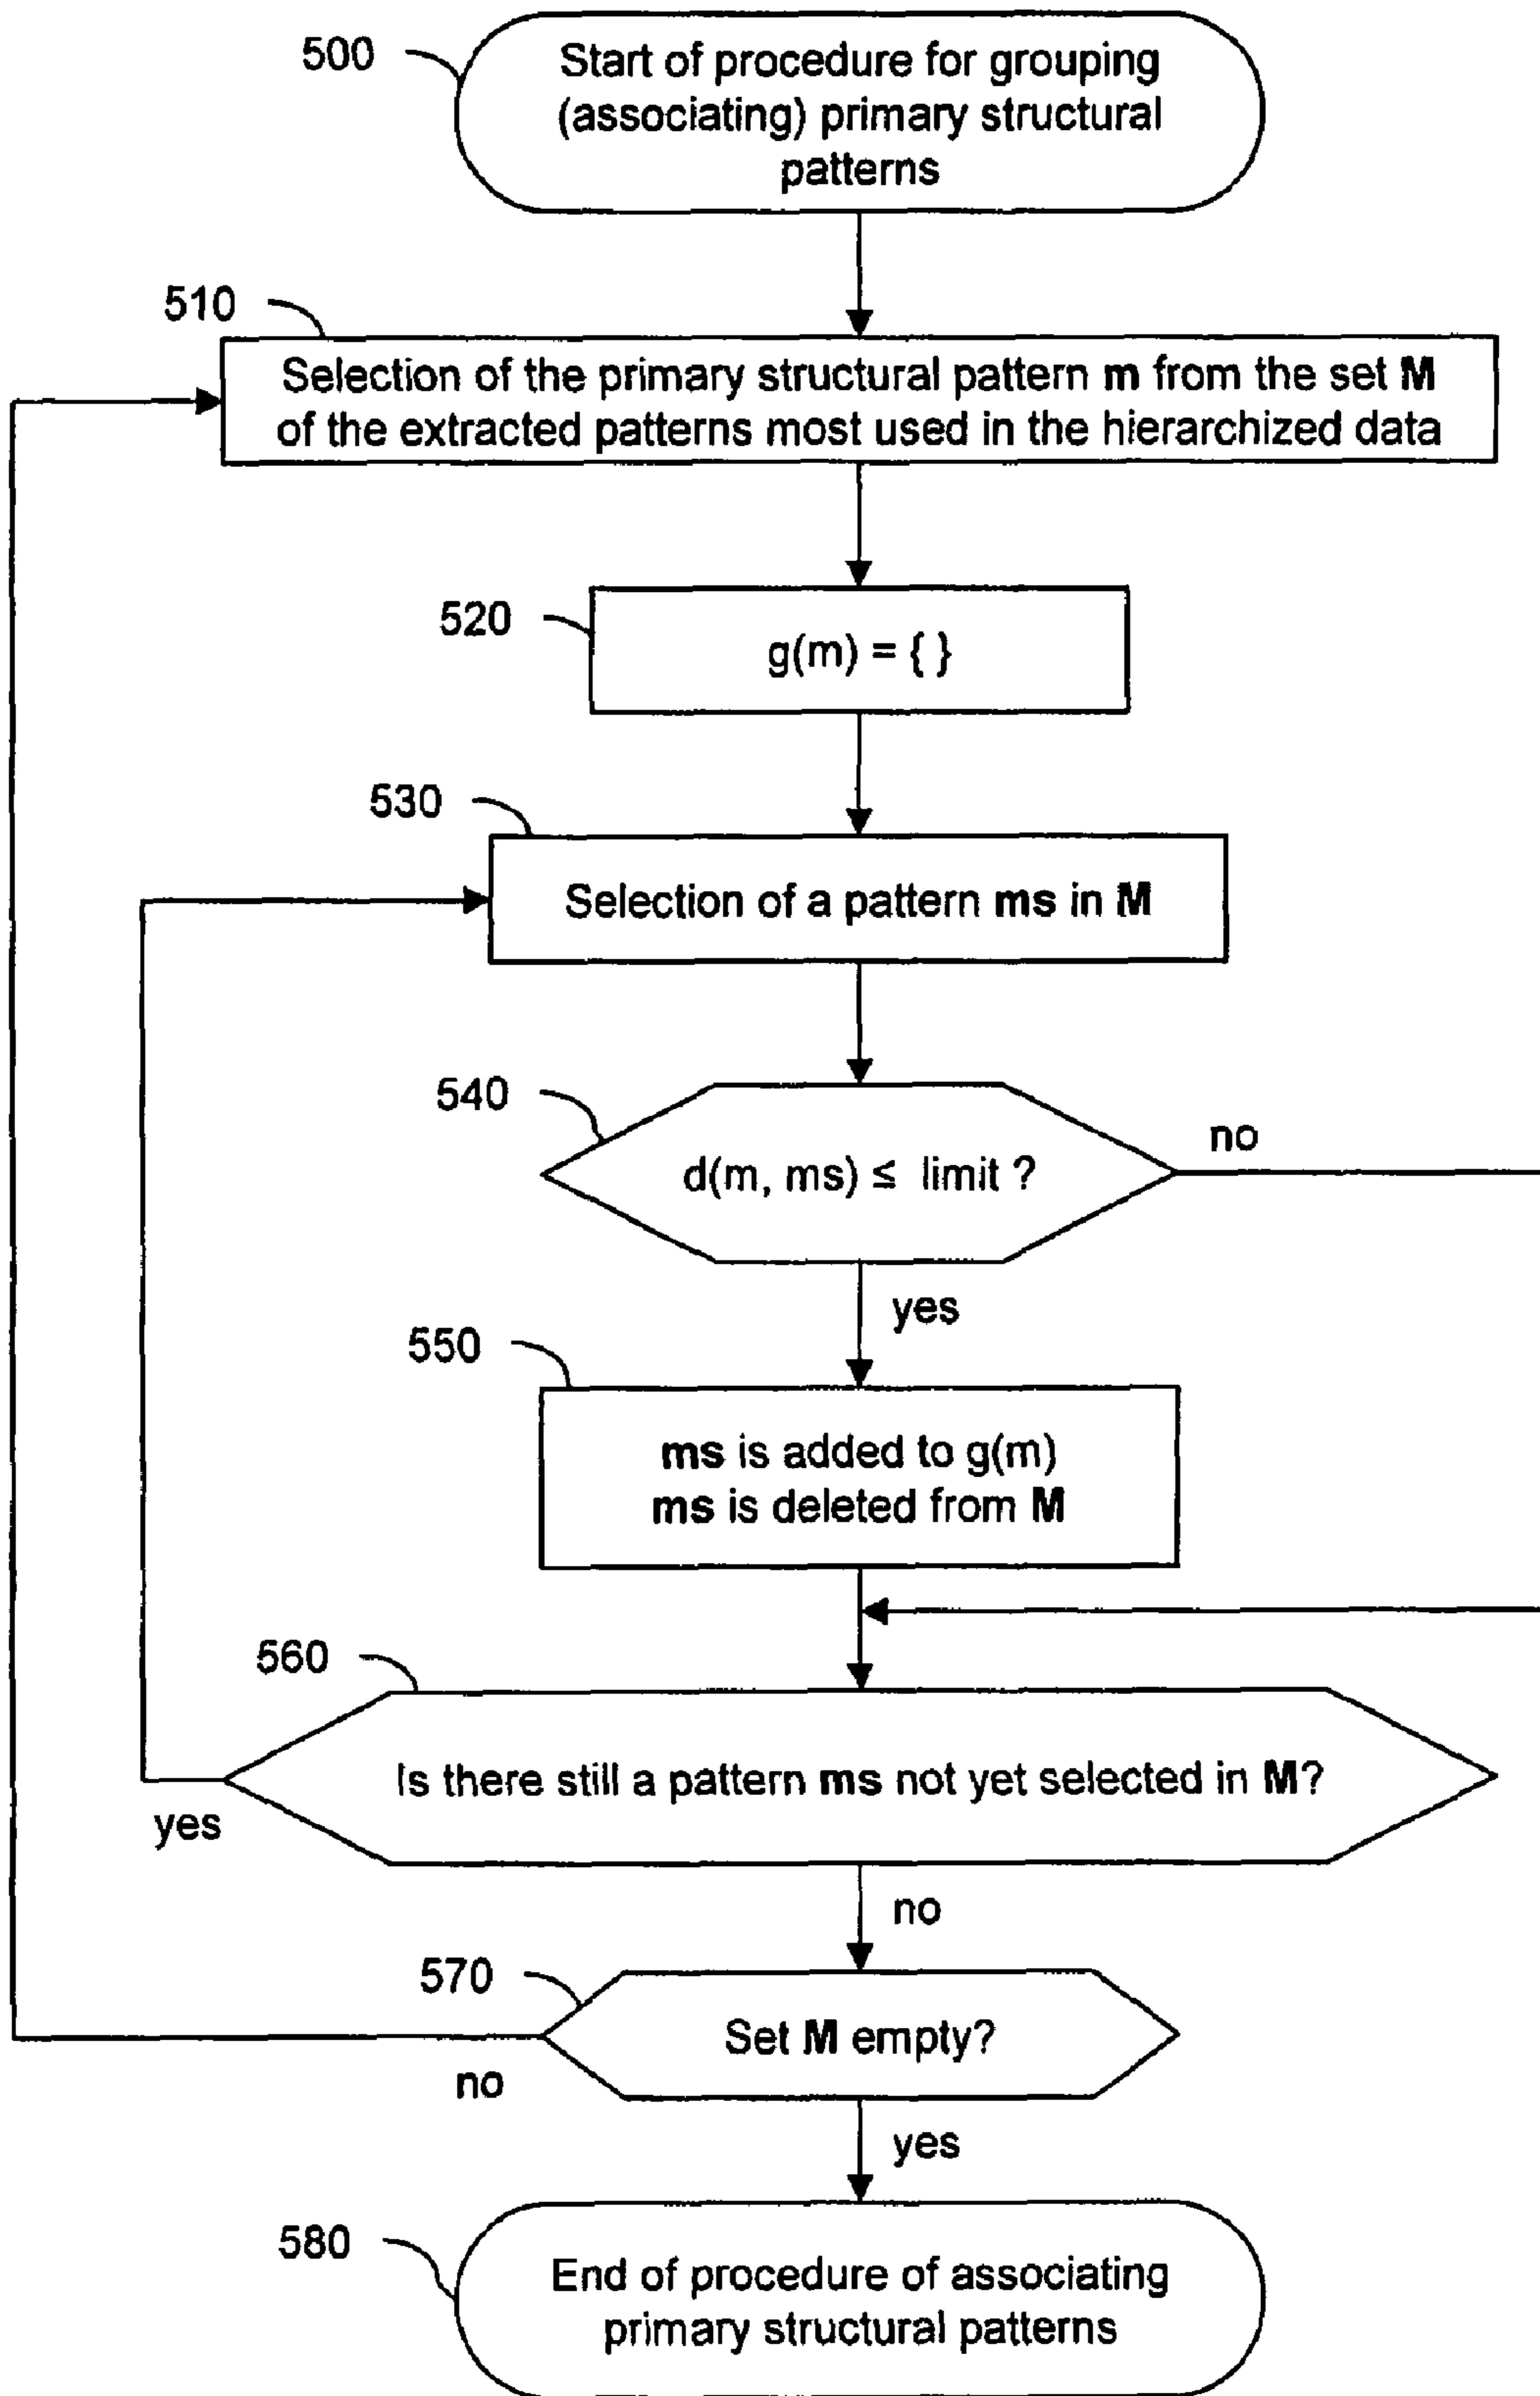 500
Start of procedure for grouping
(associating) primary structural
patterns
510
Selection of the primary structural pattern m from the set M
of the extracted patterns most used in the hierarchized data
520
g(m) = { }
530
Selection of a pattern ms in M
540
d(m, ms) ≤ limit ?
no
yes
550
ms is added to g(m)
ms is deleted from M
560
Is there still a pattern ms not yet selected in M?
yes
no
570
Set M empty?
no
yes
580
End of procedure of associating
primary structural patterns